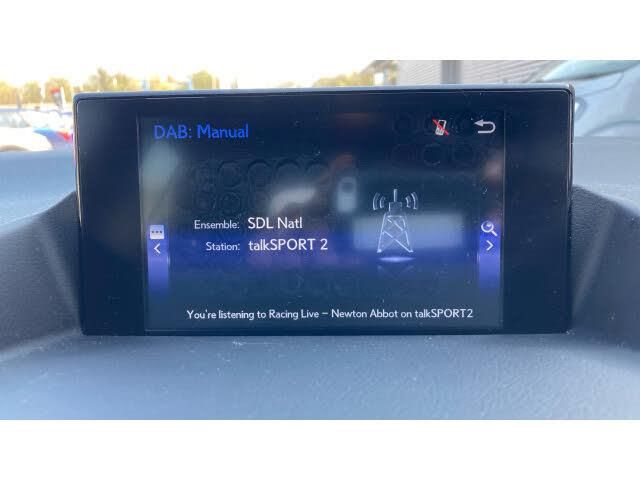 DAB: Manual
Ensemble: SDL Natl
Station: talkSPORT 2
You're listening to Racing Live – Newton Abbot on talkSPORT2